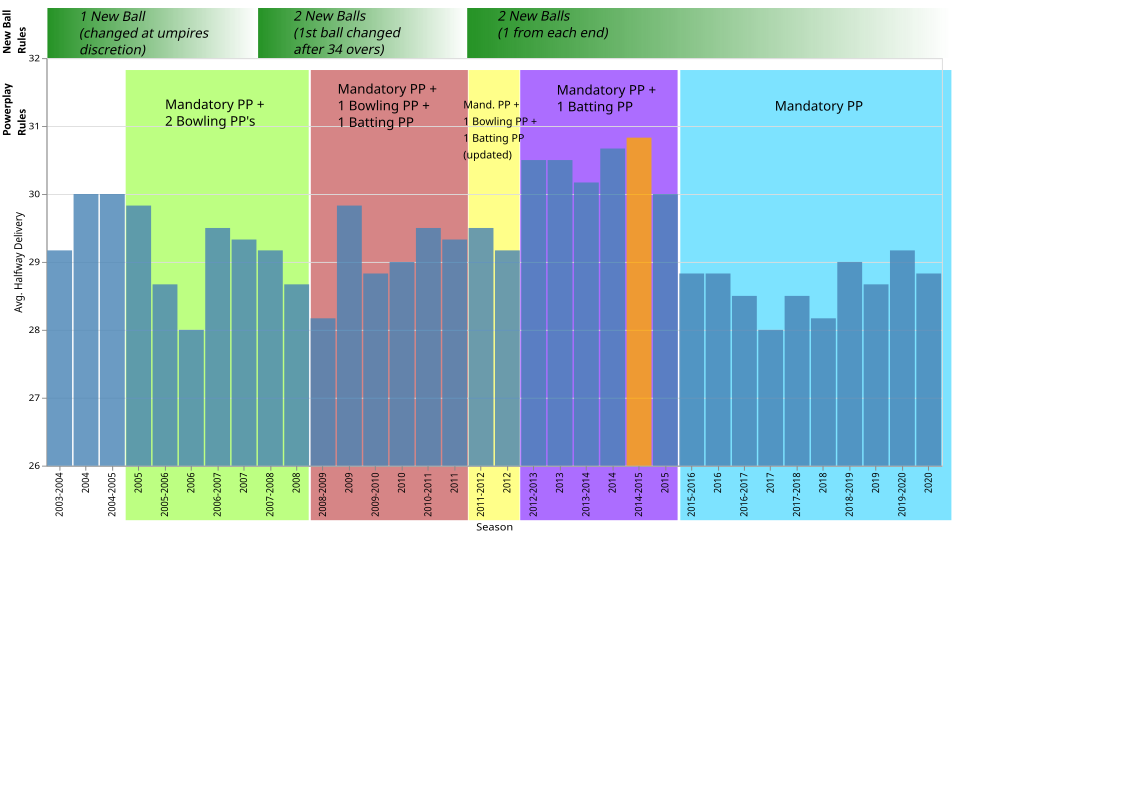 New Ball
Rules
1 New Ball
(changed at umpires
discretion)
2 New Balls
(1st ball changed
after 34 overs)
2 New Balls
(1 from each end)
Powerplay
Rules
Mandatory PP +
2 Bowling PP's
Mandatory PP +
1 Bowling PP +
1 Batting PP
Mand. PP +
1 Bowling PP +
1 Batting PP
(updated)
Mandatory PP +
1 Batting PP
Mandatory PP
Avg. Halfway Delivery
32
31
30
29
28
27
26
2003-2004
2004
2004-2005
2005
2005-2006
2006
2006-2007
2007
2007-2008
2008
2008-2009
2009
2009-2010
2010
2010-2011
2011
2011-2012
2012
2012-2013
2013
2013-2014
2014
2014-2015
2015
2015-2016
2016
2016-2017
2017
2017-2018
2018
2018-2019
2019
2019-2020
2020
Season